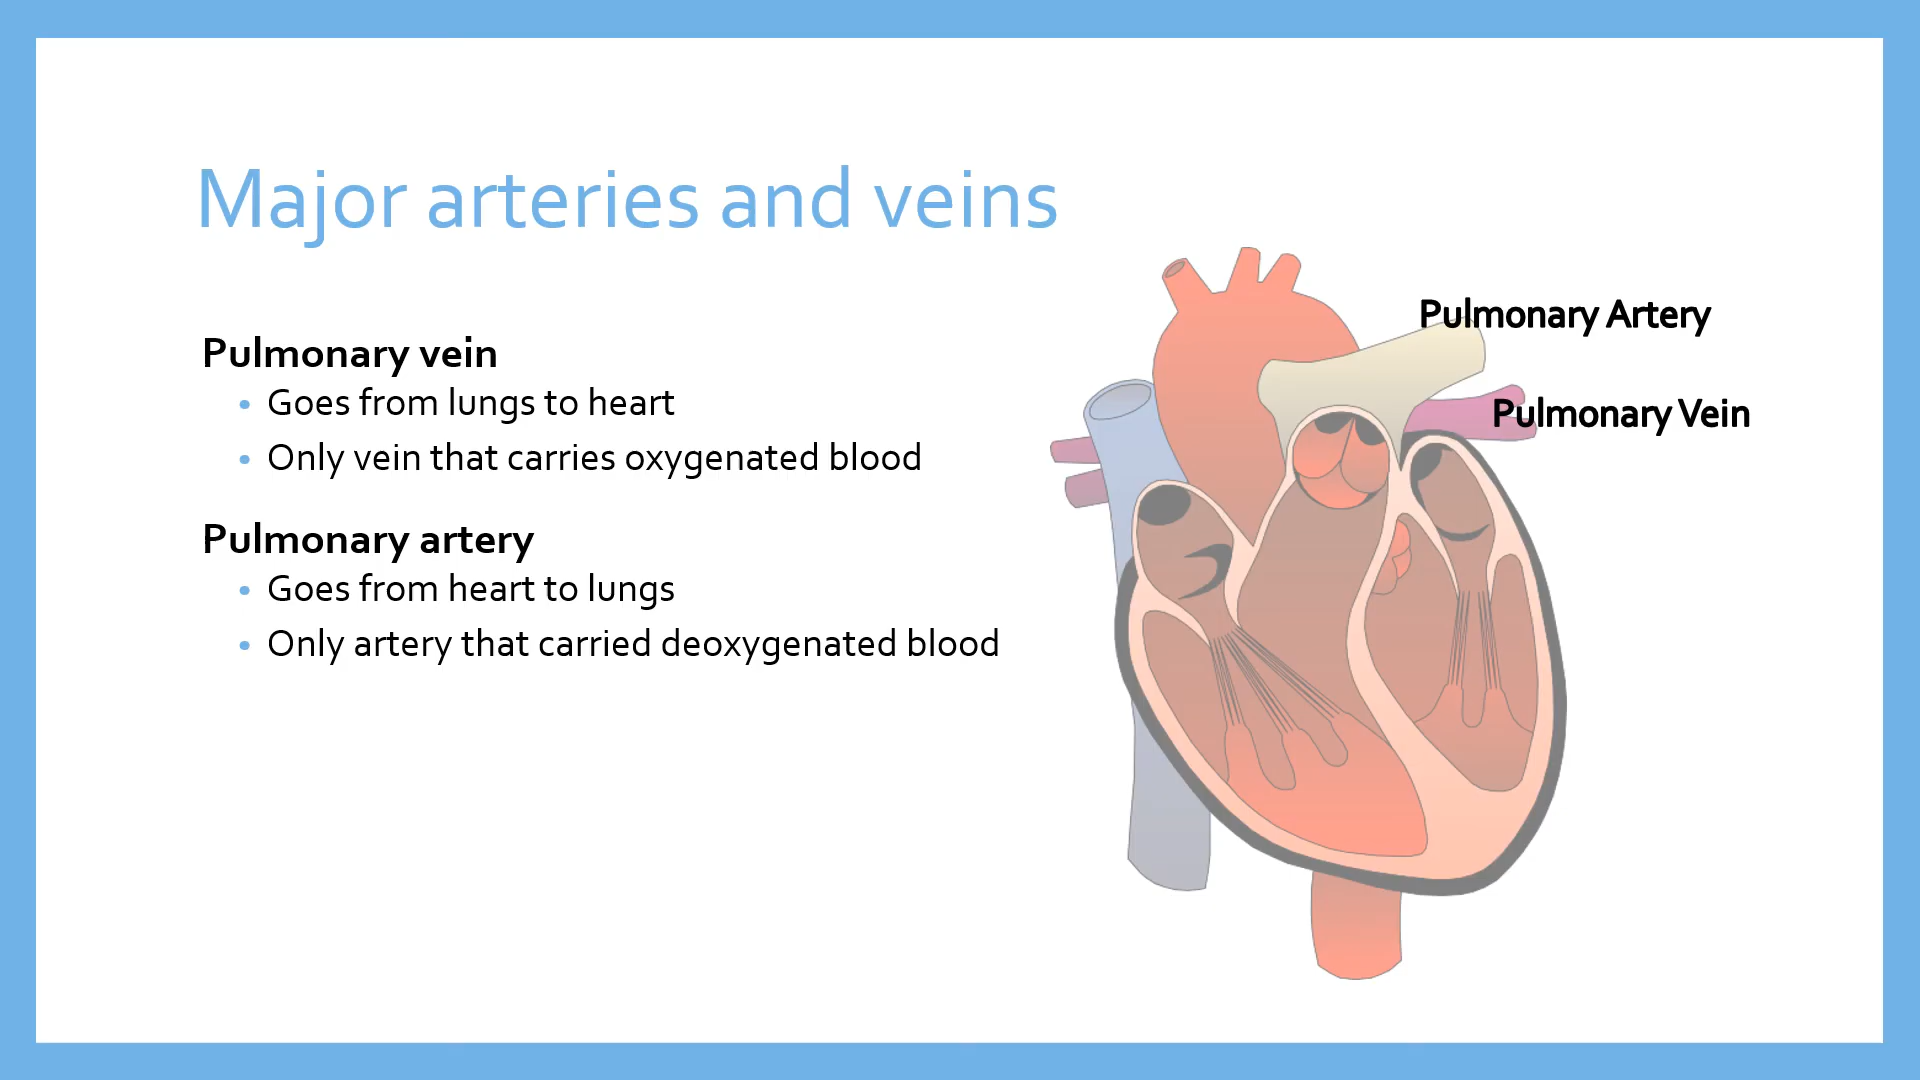 Major arteries and veins
Pulmonary vein
• Goes from lungs to heart
• Only vein that carries oxygenated blood
Pulmonary artery
• Goes from heart to lungs
• Only artery that carried deoxygenated blood
Pulmonary Artery
Pulmonary Vein